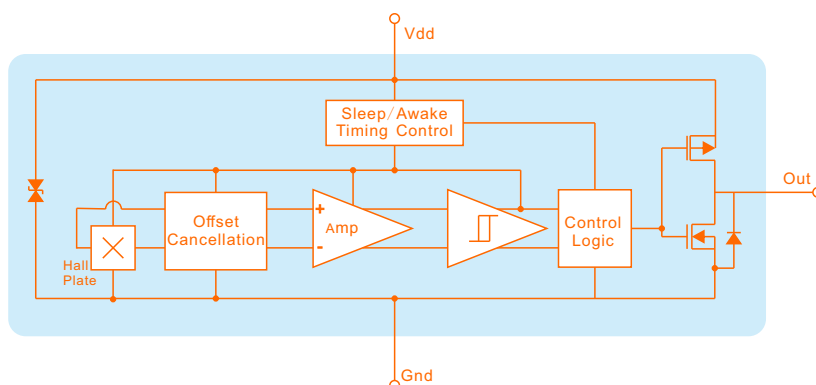 Vdd
Sleep/Awake
Timing Control
Out
Offset
Cancellation
+
-
Amp
Control
Logic
Hall
Plate
Gnd